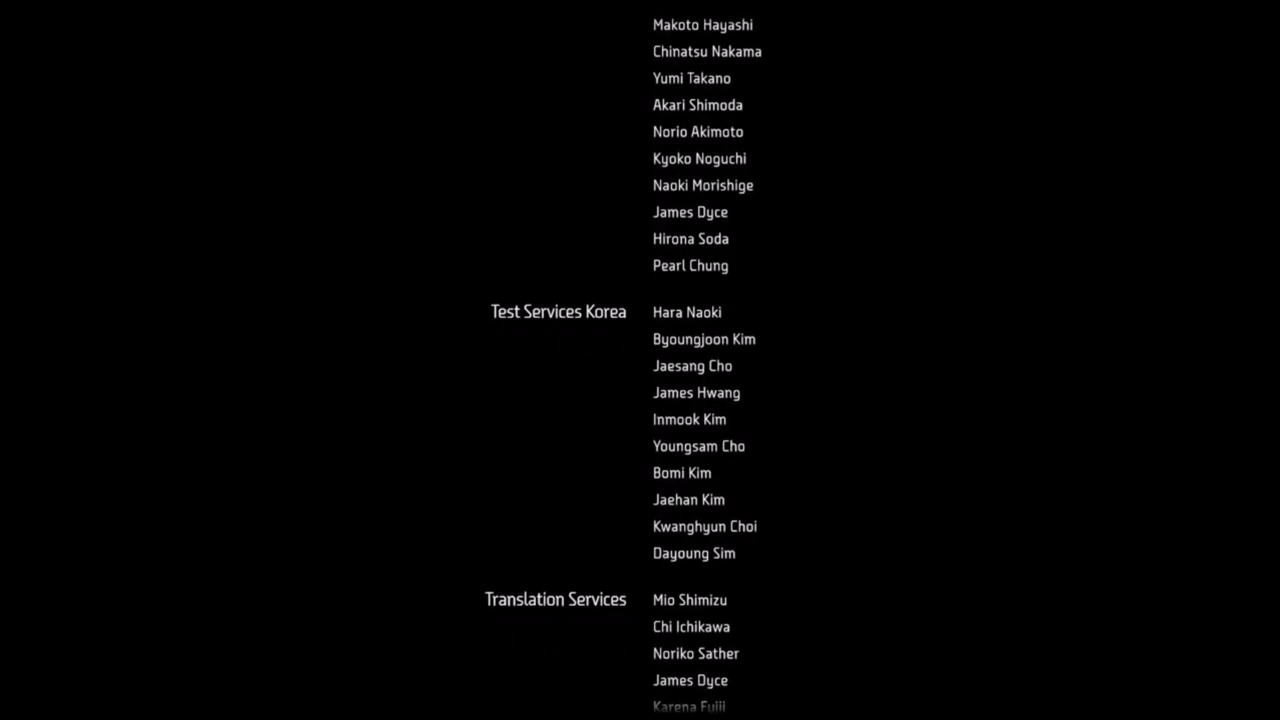 Makoto Hayashi
Chinatsu Nakama
Yumi Takano
Akari Shimoda
Norio Akimoto
Kyoko Noguchi
Naoki Morishige
James Dyce
Hirona Soda
Pearl Chung
Test Services Korea Hara Naoki
Byoungjoon Kim
Jaesang Cho
James Hwang
Inmook Kim
Youngsam Cho
Bomi Kim
Jaehan Kim
Kwanghyun Choi
Dayoung Sim
Translation Services Mio Shimizu
Chi Ichikawa
Noriko Sather
James Dyce
Karena Fujii